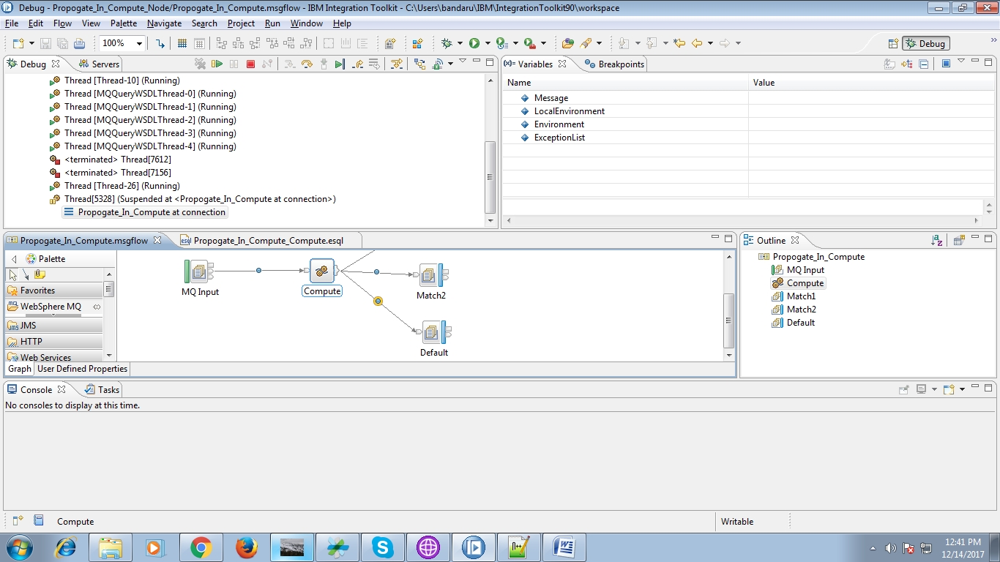 Debug - Propogate_In_Compute_Node/Propogate_In_Compute.msgflow - IBM Integration Toolkit - C:\Users\bandaru\IBM\IntegrationToolkit90\workspace
File Edit Flow View Palette Navigate Search Project Run Window Help
100% Debug
Debug Servers
Thread [Thread-10] (Running)
Thread [MQQueryWSDLThread-0] (Running)
Thread [MQQueryWSDLThread-1] (Running)
Thread [MQQueryWSDLThread-2] (Running)
Thread [MQQueryWSDLThread-3] (Running)
Thread [MQQueryWSDLThread-4] (Running)
<terminated> Thread[7612]
<terminated> Thread[7156]
Thread [Thread-26] (Running)
Thread[5328] (Suspended at <Propogate_In_Compute at connection>)
Propogate_In_Compute at connection
(x)= Variables Breakpoints
Name Value
Message
LocalEnvironment
Environment
ExceptionList
Propogate_In_Compute.msgflow esql Propogate_In_Compute_Compute.esql
Palette
Favorites
WebSphere MQ
JMS
HTTP
Web Services
MQ Input
Compute
Match2
Default
Graph User Defined Properties
Outline
Propogate_In_Compute
MQ Input
Compute
Match1
Match2
Default
Console Tasks
No consoles to display at this time.
Compute Writable
12:41 PM
12/14/2017